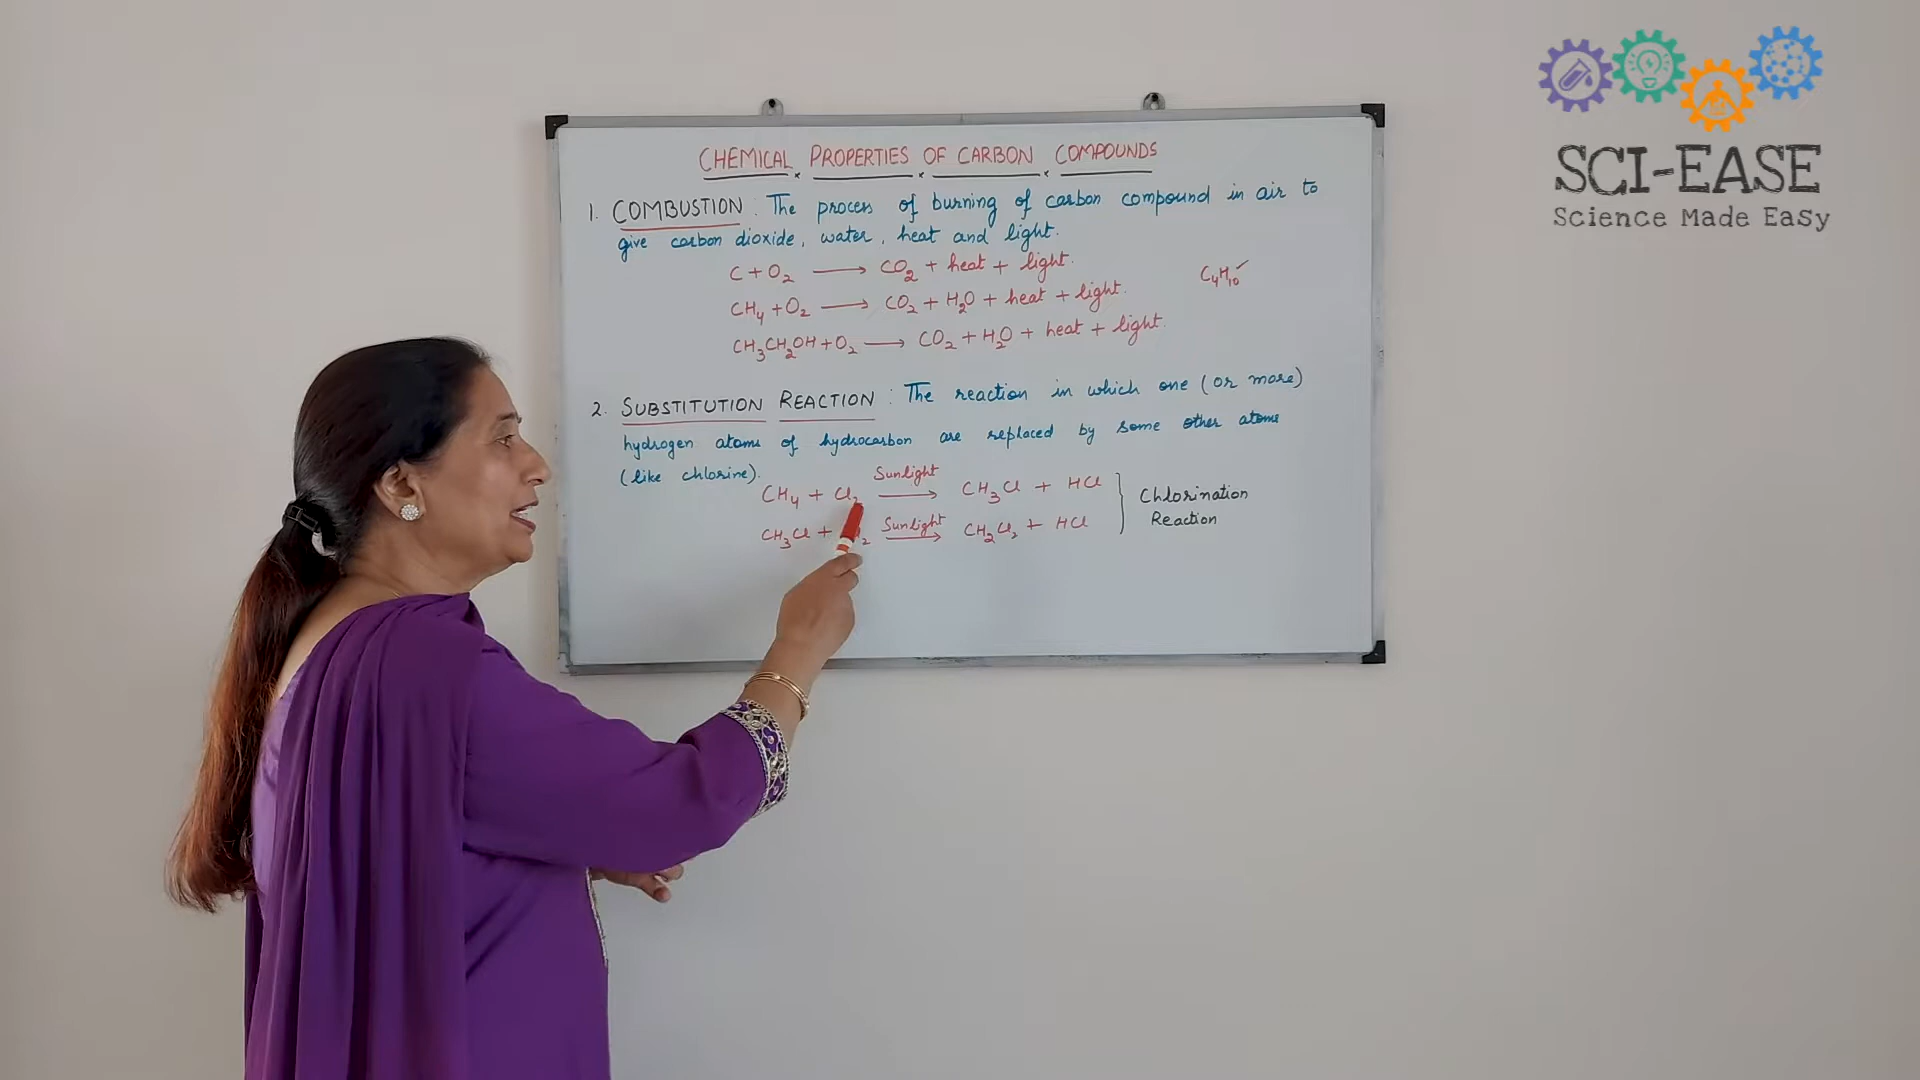 CHEMICAL PROPERTIES OF CARBON COMPOUNDS
1. COMBUSTION : The process of burning of carbon compound in air to
give carbon dioxide, water, heat and light.
C + O₂ ⟶ CO₂ + heat + light.
CH₄ + O₂ ⟶ CO₂ + H₂O + heat + light.
C₄H₁₀ ✓
CH₃CH₂OH + O₂ ⟶ CO₂ + H₂O + heat + light.
2. SUBSTITUTION REACTION : The reaction in which one (or more)
hydrogen atoms of hydrocarbon are replaced by some other atoms
(like chlorine).
CH₄ + Cl₂ Sunlight ⟶ CH₃Cl + HCl
CH₃Cl + ₂ Sunlight ⟶ CH₂Cl₂ + HCl
Chlorination
Reaction
SCI-EASE
Science Made Easy